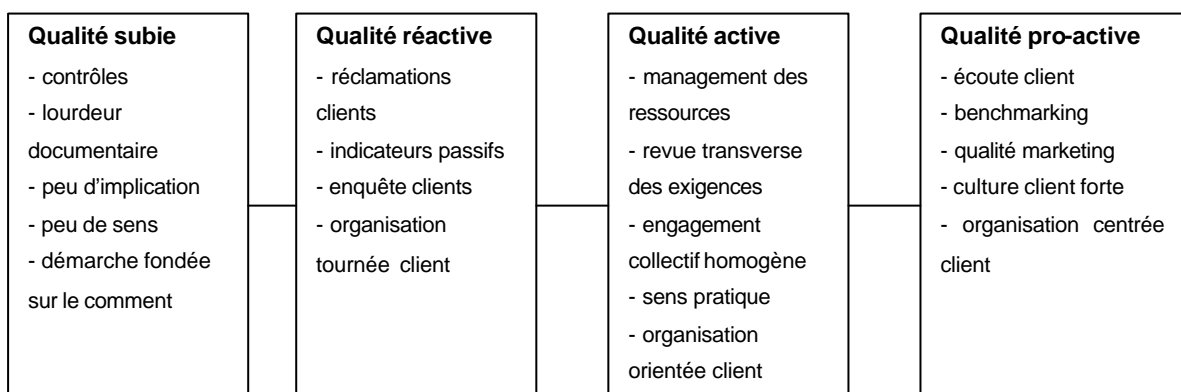 Qualité subie
- contrôles
- lourdeur
documentaire
- peu d’implication
- peu de sens
- démarche fondée
sur le comment
Qualité réactive
- réclamations
clients
- indicateurs passifs
- enquête clients
- organisation
tournée client
Qualité active
- management des
ressources
- revue transverse
des exigences
- engagement
collectif homogène
- sens pratique
- organisation
orientée client
Qualité pro-active
- écoute client
- benchmarking
- qualité marketing
- culture client forte
- organisation centrée
client